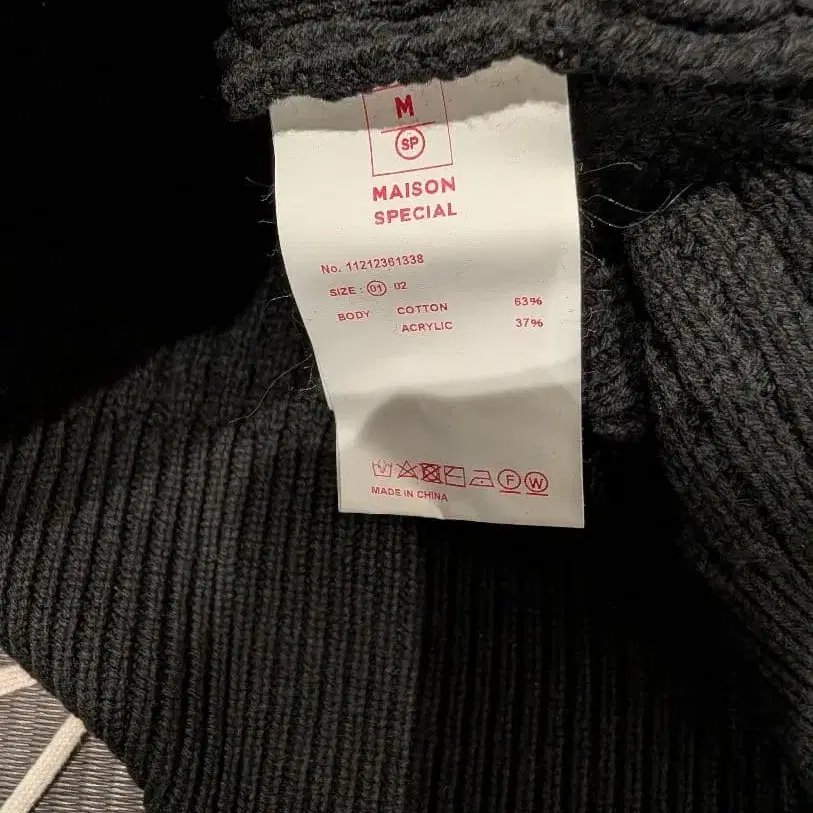 M
SP
MAISON
SPECIAL
No. 11212361338
SIZE : 01 02
BODY COTTON 63%
ACRYLIC 37%
F W
MADE IN CHINA